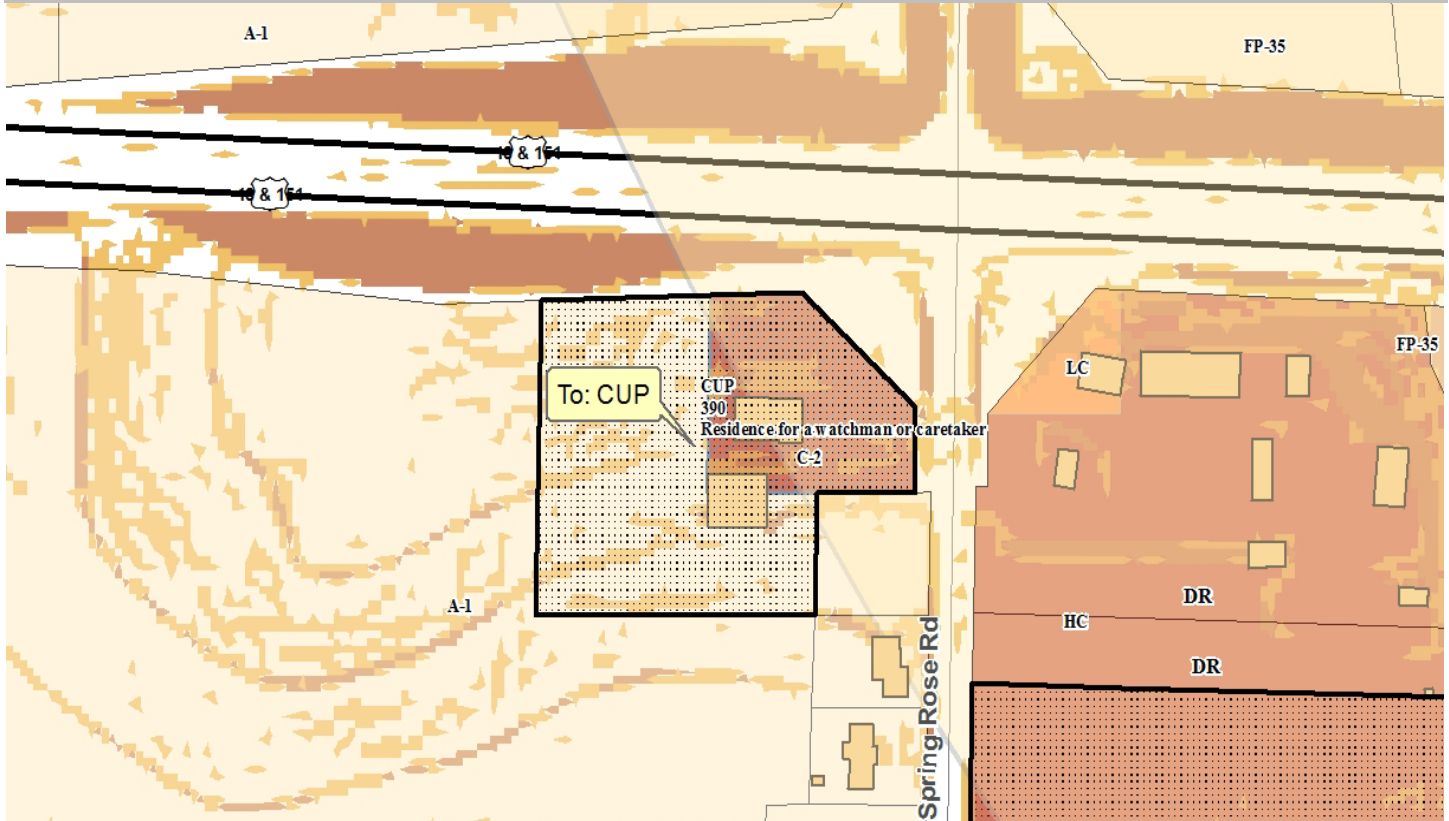 A-1
FP-35
18 & 151
18 & 151
FP-35
LC
To: CUP
CUP
390
Residence for a watchman or caretaker
C-2
A-1
DR
HC
DR
Spring Rose Rd